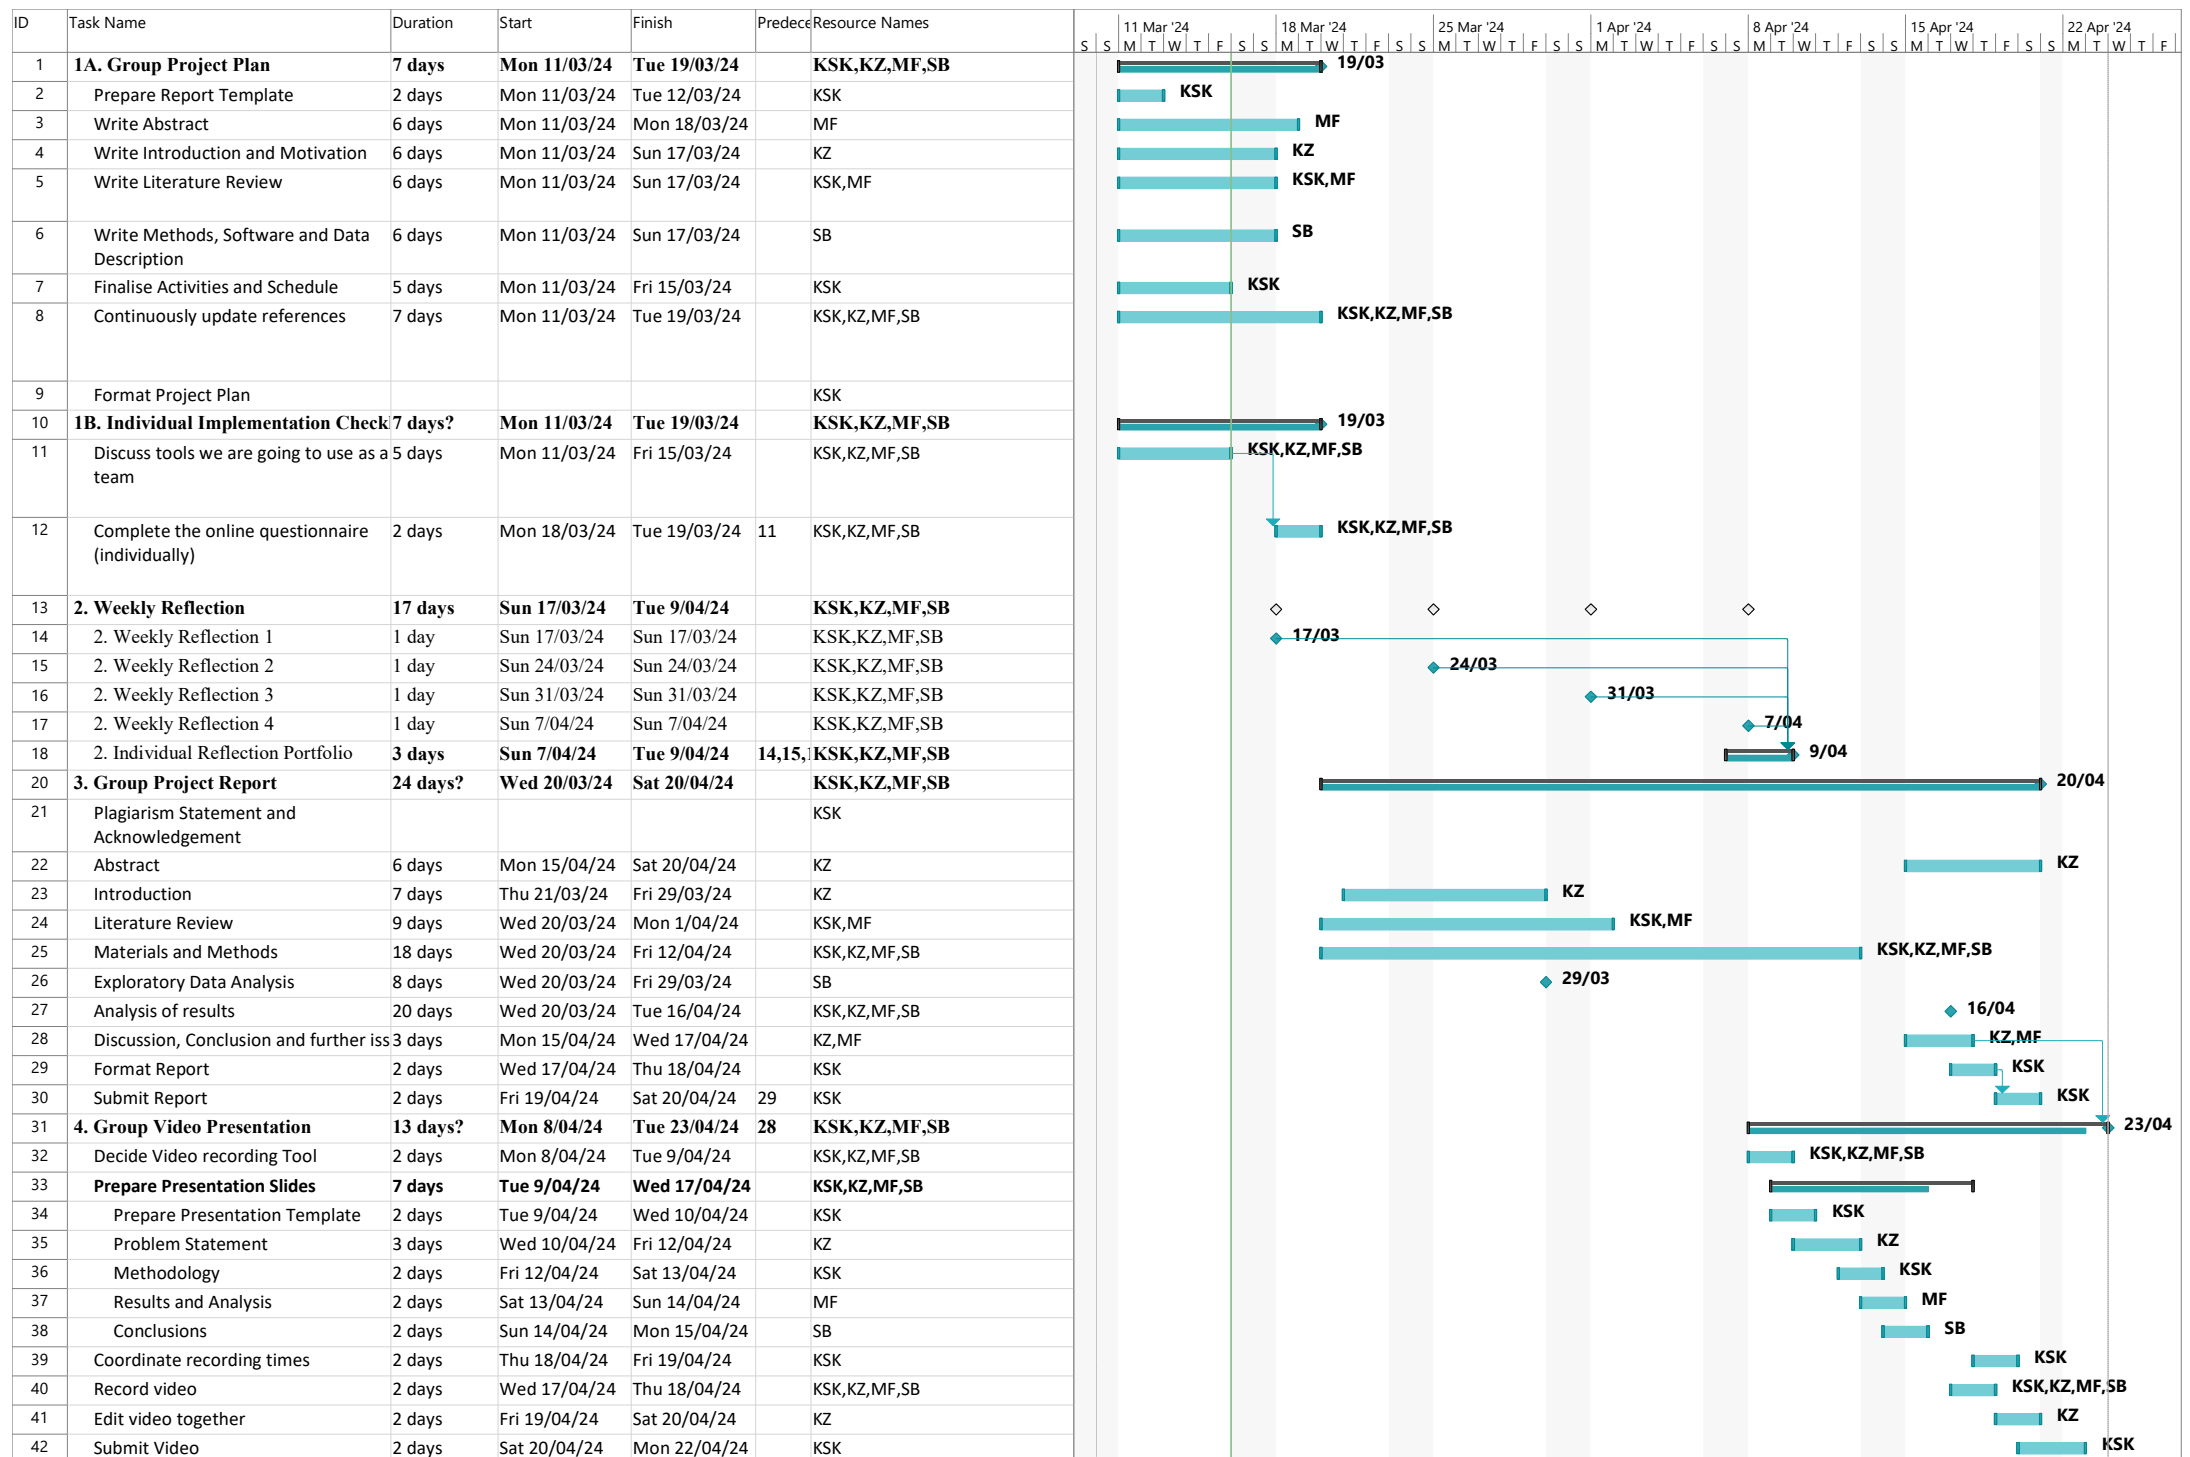 ID Task Name Duration Start Finish Predece Resource Names
11 Mar '24 18 Mar '24 25 Mar '24 1 Apr '24 8 Apr '24 15 Apr '24 22 Apr '24
S S M T W T F S S M T W T F S S M T W T F S S M T W T F S S M T W T F S S M T W T F S S M T W T F
1 1A. Group Project Plan 7 days Mon 11/03/24 Tue 19/03/24 KSK,KZ,MF,SB 19/03
2 Prepare Report Template 2 days Mon 11/03/24 Tue 12/03/24 KSK KSK
3 Write Abstract 6 days Mon 11/03/24 Mon 18/03/24 MF MF
4 Write Introduction and Motivation 6 days Mon 11/03/24 Sun 17/03/24 KZ KZ
5 Write Literature Review 6 days Mon 11/03/24 Sun 17/03/24 KSK,MF KSK,MF
6 Write Methods, Software and Data 6 days Mon 11/03/24 Sun 17/03/24 SB SB
Description
7 Finalise Activities and Schedule 5 days Mon 11/03/24 Fri 15/03/24 KSK KSK
8 Continuously update references 7 days Mon 11/03/24 Tue 19/03/24 KSK,KZ,MF,SB KSK,KZ,MF,SB
9 Format Project Plan KSK
10 1B. Individual Implementation Check 7 days? Mon 11/03/24 Tue 19/03/24 KSK,KZ,MF,SB 19/03
11 Discuss tools we are going to use as a 5 days Mon 11/03/24 Fri 15/03/24 KSK,KZ,MF,SB KSK,KZ,MF,SB
team
12 Complete the online questionnaire 2 days Mon 18/03/24 Tue 19/03/24 11 KSK,KZ,MF,SB KSK,KZ,MF,SB
(individually)
13 2. Weekly Reflection 17 days Sun 17/03/24 Tue 9/04/24 KSK,KZ,MF,SB
14 2. Weekly Reflection 1 1 day Sun 17/03/24 Sun 17/03/24 KSK,KZ,MF,SB 17/03
15 2. Weekly Reflection 2 1 day Sun 24/03/24 Sun 24/03/24 KSK,KZ,MF,SB 24/03
16 2. Weekly Reflection 3 1 day Sun 31/03/24 Sun 31/03/24 KSK,KZ,MF,SB 31/03
17 2. Weekly Reflection 4 1 day Sun 7/04/24 Sun 7/04/24 KSK,KZ,MF,SB 7/04
18 2. Individual Reflection Portfolio 3 days Sun 7/04/24 Tue 9/04/24 14,15, KSK,KZ,MF,SB 9/04
20 3. Group Project Report 24 days? Wed 20/03/24 Sat 20/04/24 KSK,KZ,MF,SB 20/04
21 Plagiarism Statement and KSK
Acknowledgement
22 Abstract 6 days Mon 15/04/24 Sat 20/04/24 KZ KZ
23 Introduction 7 days Thu 21/03/24 Fri 29/03/24 KZ KZ
24 Literature Review 9 days Wed 20/03/24 Mon 1/04/24 KSK,MF KSK,MF
25 Materials and Methods 18 days Wed 20/03/24 Fri 12/04/24 KSK,KZ,MF,SB KSK,KZ,MF,SB
26 Exploratory Data Analysis 8 days Wed 20/03/24 Fri 29/03/24 SB 29/03
27 Analysis of results 20 days Wed 20/03/24 Tue 16/04/24 KSK,KZ,MF,SB 16/04
28 Discussion, Conclusion and further iss 3 days Mon 15/04/24 Wed 17/04/24 KZ,MF KZ,MF
29 Format Report 2 days Wed 17/04/24 Thu 18/04/24 KSK KSK
30 Submit Report 2 days Fri 19/04/24 Sat 20/04/24 29 KSK KSK
31 4. Group Video Presentation 13 days? Mon 8/04/24 Tue 23/04/24 28 KSK,KZ,MF,SB 23/04
32 Decide Video recording Tool 2 days Mon 8/04/24 Tue 9/04/24 KSK,KZ,MF,SB KSK,KZ,MF,SB
33 Prepare Presentation Slides 7 days Tue 9/04/24 Wed 17/04/24 KSK,KZ,MF,SB
34 Prepare Presentation Template 2 days Tue 9/04/24 Wed 10/04/24 KSK KSK
35 Problem Statement 3 days Wed 10/04/24 Fri 12/04/24 KZ KZ
36 Methodology 2 days Fri 12/04/24 Sat 13/04/24 KSK KSK
37 Results and Analysis 2 days Sat 13/04/24 Sun 14/04/24 MF MF
38 Conclusions 2 days Sun 14/04/24 Mon 15/04/24 SB SB
39 Coordinate recording times 2 days Thu 18/04/24 Fri 19/04/24 KSK KSK
40 Record video 2 days Wed 17/04/24 Thu 18/04/24 KSK,KZ,MF,SB KSK,KZ,MF,SB
41 Edit video together 2 days Fri 19/04/24 Sat 20/04/24 KZ KZ
42 Submit Video 2 days Sat 20/04/24 Mon 22/04/24 KSK KSK